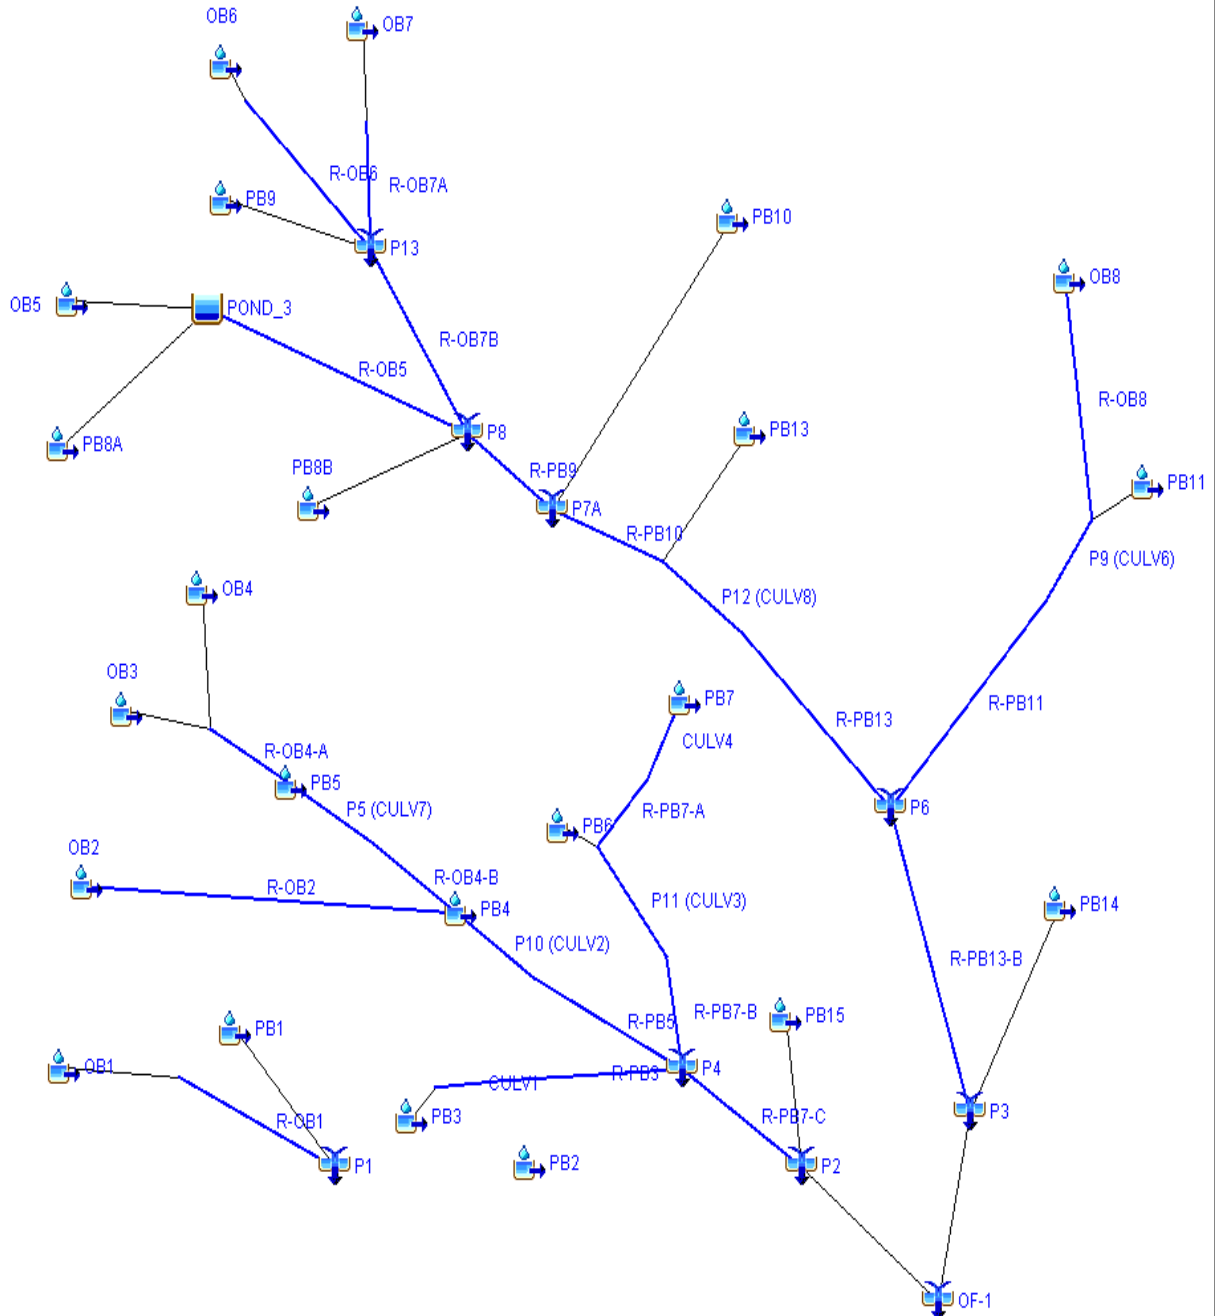 OB6
OB7
R-OB6
R-OB7A
PB9
P13
PB10
OB5
POND_3
OB8
R-OB7B
R-OB5
R-OB8
P8
PB13
PB8A
PB8B
R-PB9
PB11
P7A
R-PB10
P9 (CULV6)
OB4
P12 (CULV8)
OB3
PB7
R-PB11
R-PB13
CULV4
R-OB4-A
PB5
P5 (CULV7)
R-PB7-A
P6
PB6
OB2
R-OB4-B
R-OB2
P11 (CULV3)
PB4
PB14
P10 (CULV2)
R-PB13-B
R-PB5
R-PB7-B
PB15
PB1
OB1
P4
CULV1
R-PB3
R-OB1
PB3
R-PB7-C
P3
P1
PB2
P2
OF-1